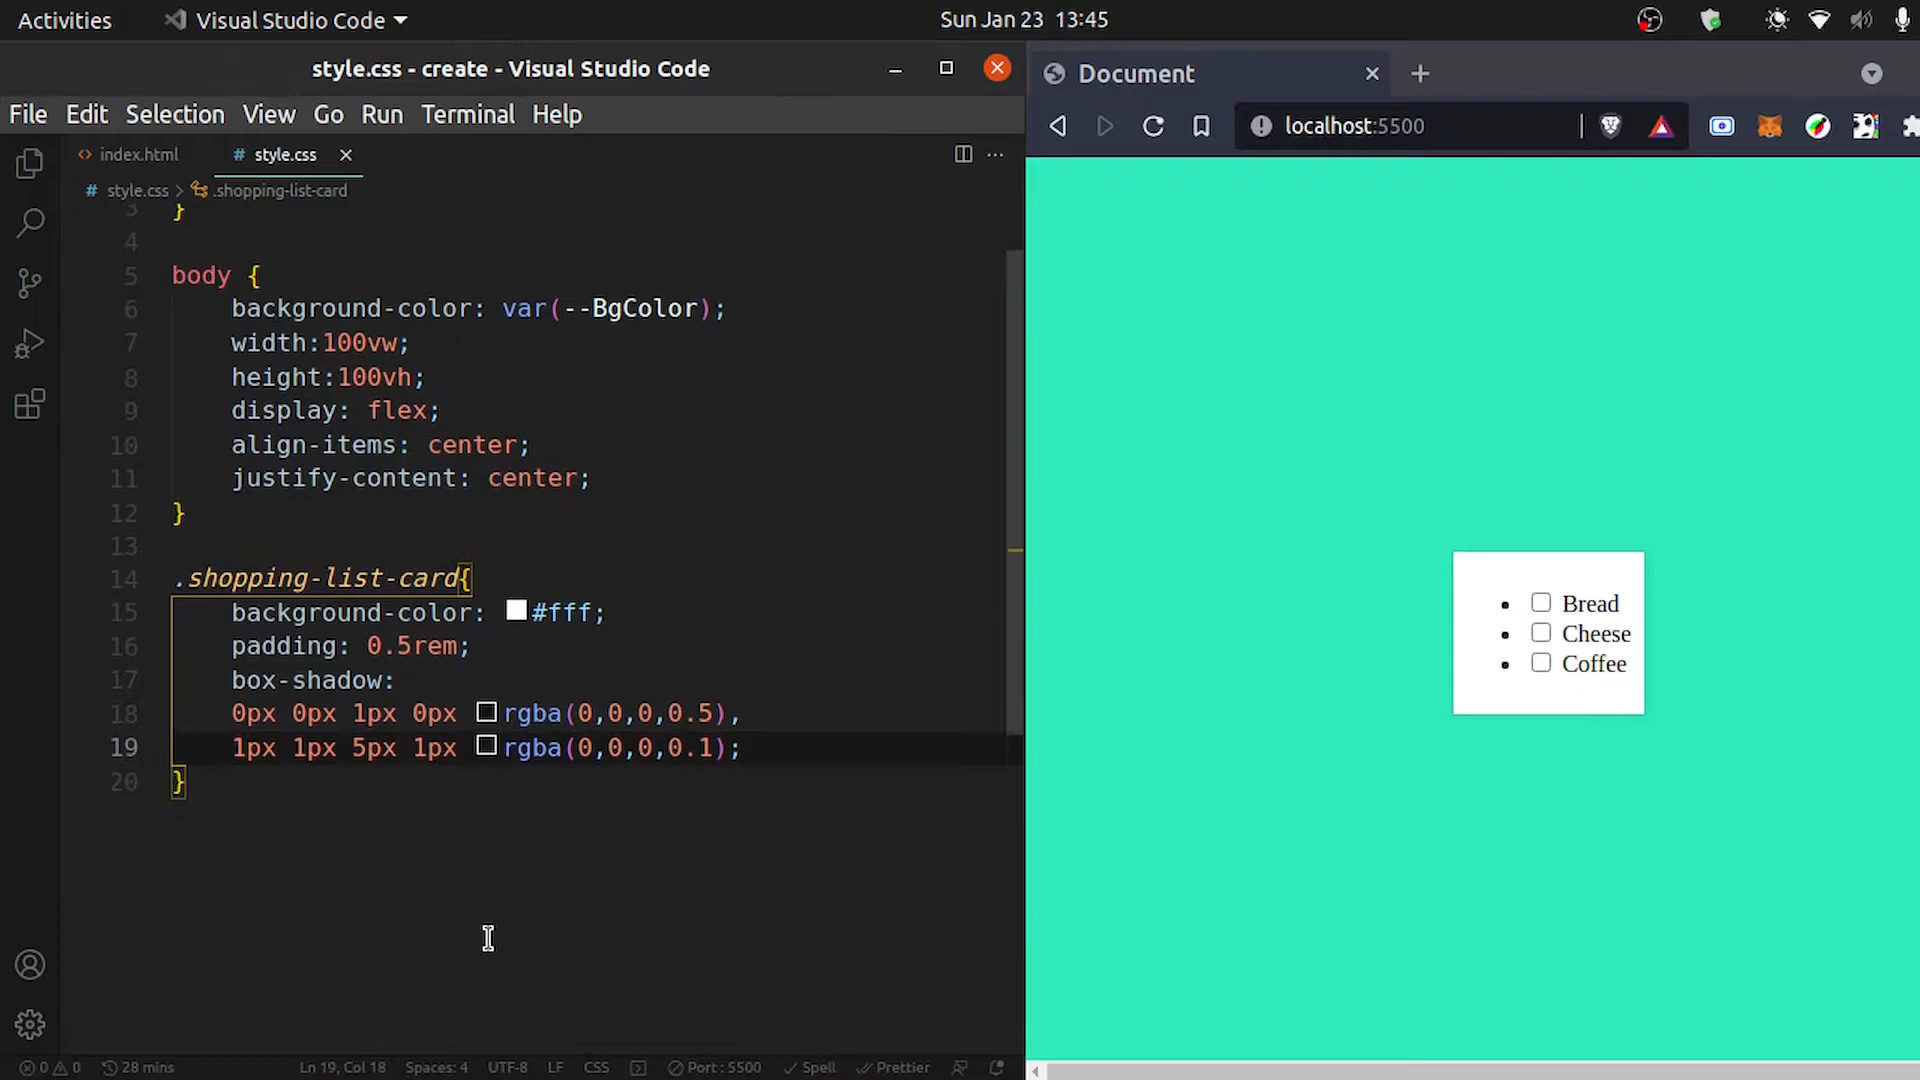 Activities
Visual Studio Code
Sun Jan 23 13:45
style.css - create - Visual Studio Code
File Edit Selection View Go Run Terminal Help
index.html
# style.css
# style.css > .shopping-list-card
3 }
4
5 body {
6 background-color: var(--BgColor);
7 width:100vw;
8 height:100vh;
9 display: flex;
10 align-items: center;
11 justify-content: center;
12 }
13
14 .shopping-list-card{
15 background-color: #fff;
16 padding: 0.5rem;
17 box-shadow:
18 0px 0px 1px 0px rgba(0,0,0,0.5),
19 1px 1px 5px 1px rgba(0,0,0,0.1);
20 }
0 0 28 mins Ln 19, Col 18 Spaces: 4 UTF-8 LF CSS Port : 5500 Spell Prettier
Document
localhost:5500
Bread
Cheese
Coffee